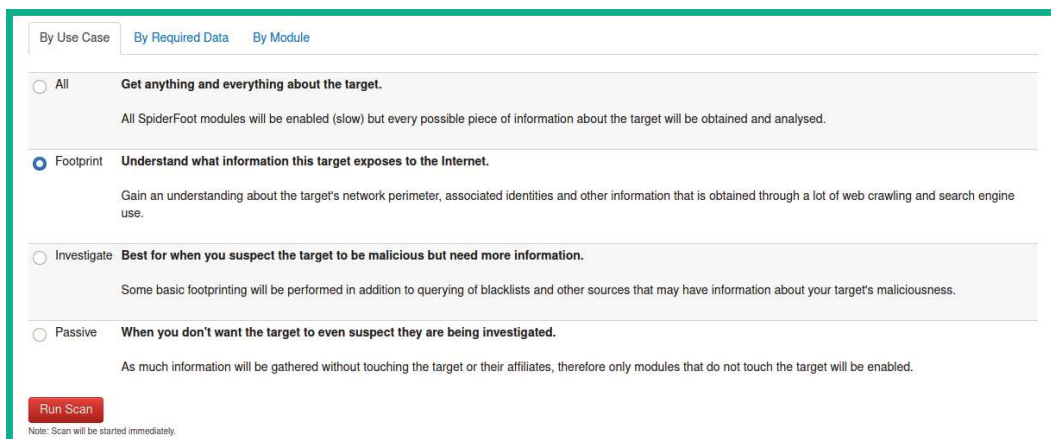 By Use Case By Required Data By Module
All Get anything and everything about the target.
All SpiderFoot modules will be enabled (slow) but every possible piece of information about the target will be obtained and analysed.
Footprint Understand what information this target exposes to the Internet.
Gain an understanding about the target's network perimeter, associated identities and other information that is obtained through a lot of web crawling and search engine
use.
Investigate Best for when you suspect the target to be malicious but need more information.
Some basic footprinting will be performed in addition to querying of blacklists and other sources that may have information about your target's maliciousness.
Passive When you don't want the target to even suspect they are being investigated.
As much information will be gathered without touching the target or their affiliates, therefore only modules that do not touch the target will be enabled.
Run Scan
Note: Scan will be started immediately.